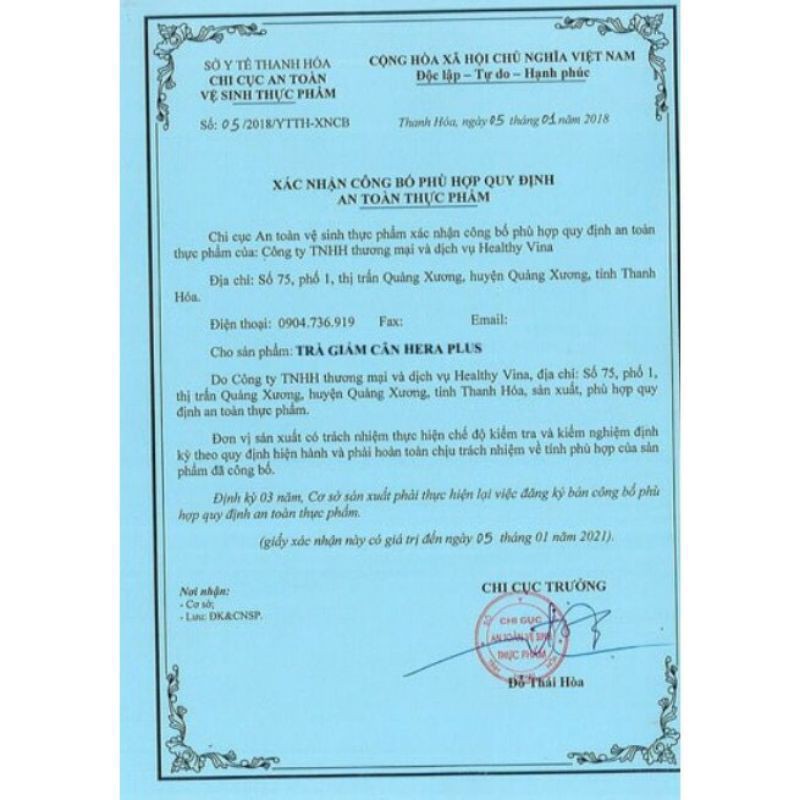 SỞ Y TẾ THANH HÓA
CHI CỤC AN TOÀN
VỆ SINH THỰC PHẨM
Số: 05/2018/YTTH-XNCB
CỘNG HÒA XÃ HỘI CHỦ NGHĨA VIỆT NAM
Độc lập – Tự do – Hạnh phúc
Thanh Hóa, ngày 05 tháng 01 năm 2018
XÁC NHẬN CÔNG BỐ PHÙ HỢP QUY ĐỊNH
AN TOÀN THỰC PHẨM
Chi cục An toàn vệ sinh thực phẩm xác nhận công bố phù hợp quy định an toàn
thực phẩm của: Công ty TNHH thương mại và dịch vụ Healthy Vina
Địa chỉ: Số 75, phố 1, thị trấn Quảng Xương, huyện Quảng Xương, tỉnh Thanh
Hóa.
Điện thoại: 0904.736.919 Fax: Email:
Cho sản phẩm: TRÀ GIẢM CÂN HERA PLUS
Do Công ty TNHH thương mại và dịch vụ Healthy Vina, địa chỉ: Số 75, phố 1,
thị trấn Quảng Xương, huyện Quảng Xương, tỉnh Thanh Hóa, sản xuất, phù hợp quy
định an toàn thực phẩm.
Đơn vị sản xuất có trách nhiệm thực hiện chế độ kiểm tra và kiểm nghiệm định
kỳ theo quy định hiện hành và phải hoàn toàn chịu trách nhiệm về tính phù hợp của sản
phẩm đã công bố.
Định kỳ 03 năm, Cơ sở sản xuất phải thực hiện lại việc đăng ký bản công bố phù
hợp quy định an toàn thực phẩm.
(giấy xác nhận này có giá trị đến ngày 05 tháng 01 năm 2021).
Nơi nhận:
- Cơ sở;
- Lưu: ĐK&CNSP.
CHI CỤC TRƯỞNG
CHI CỤC
AN TOÀN VỆ SINH
THỰC PHẨM
Đỗ Thái Hòa